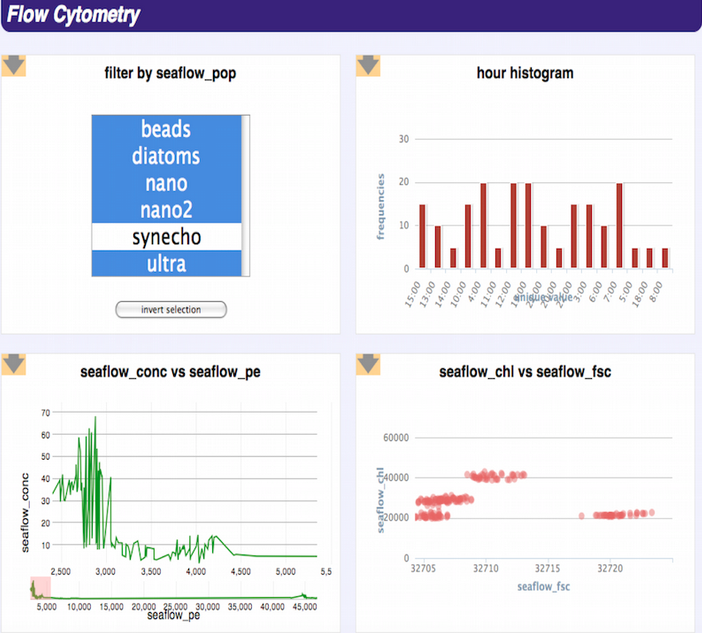 Flow Cytometry
filter by seaflow_pop
beads
diatoms
nano
nano2
synecho
ultra
invert selection
hour histogram
frequencies
30
20
10
0
15:00 13:00 14:00 10:00 4:00 11:00 12:00 20:00 3:00 6:00 7:00 5:00 18:00 8:00
unique value
seaflow_conc vs seaflow_pe
seaflow_conc
70
60
50
40
30
20
10
2,500 3,000 3,500 4,000 4,500 5,000 5,5
5,000 10,000 15,000 20,000 25,000 30,000 35,000 40,000 45,000
seaflow_pe
seaflow_chl vs seaflow_fsc
seaflow_chl
60000
40000
20000
0
32705 32710 32715 32720
seaflow_fsc